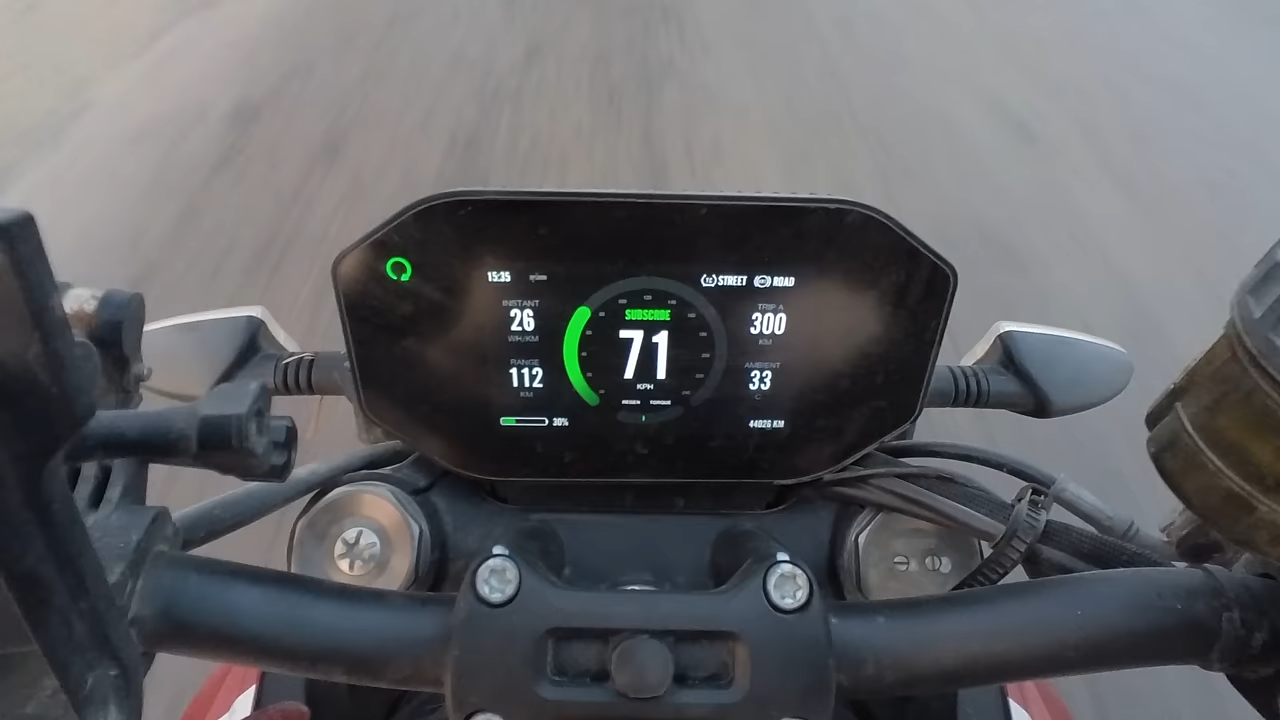 15:35
STREET ROAD
INSTANT
26
WH/KM
RANGE
112
KM
30%
SUBSCRBE
71
KPH
REGEN TORQUE
TRIP A
300
KM
AMBIENT
33
C
44026 KM